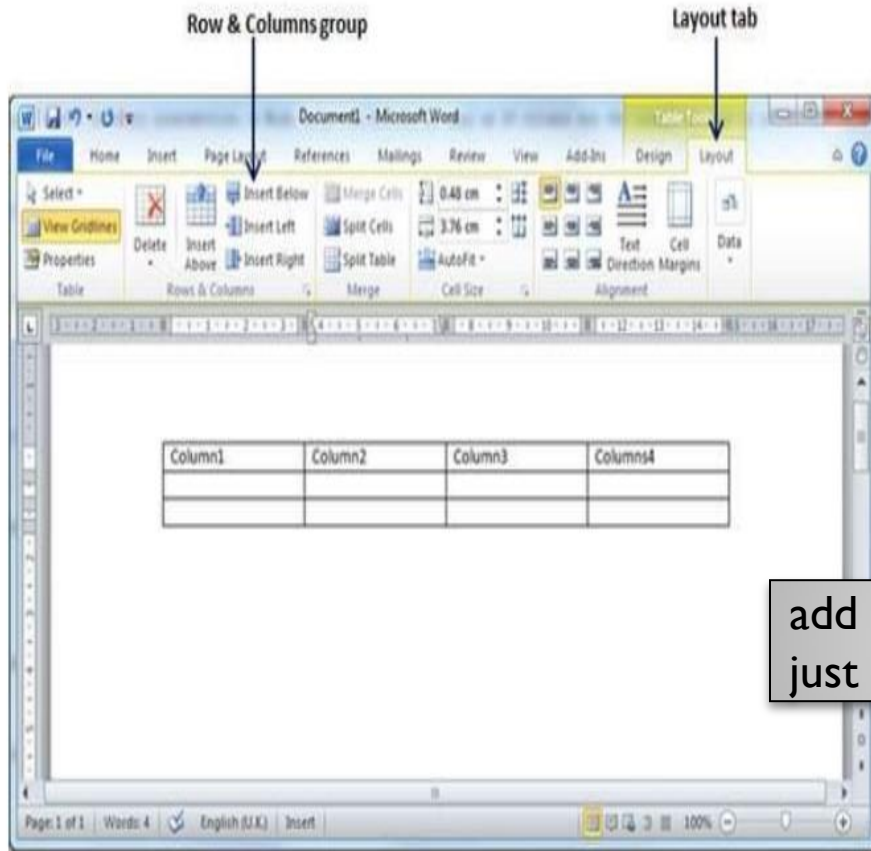 Row & Columns group Layout tab
Document1 - Microsoft Word Table Tools
File Home Insert Page Layout References Mailings Review View Add-Ins Design Layout
Select Insert Below Merge Cells 0.48 cm
View Gridlines Delete Insert Above Insert Left Split Cells 3.76 cm Text Direction Cell Margins Data
Properties Insert Right Split Table AutoFit
Table Rows & Columns Merge Cell Size Alignment
Column1 Column2 Column3 Columns4
add
just
Page: 1 of 1 Words: 4 English (U.K.) Insert 100%